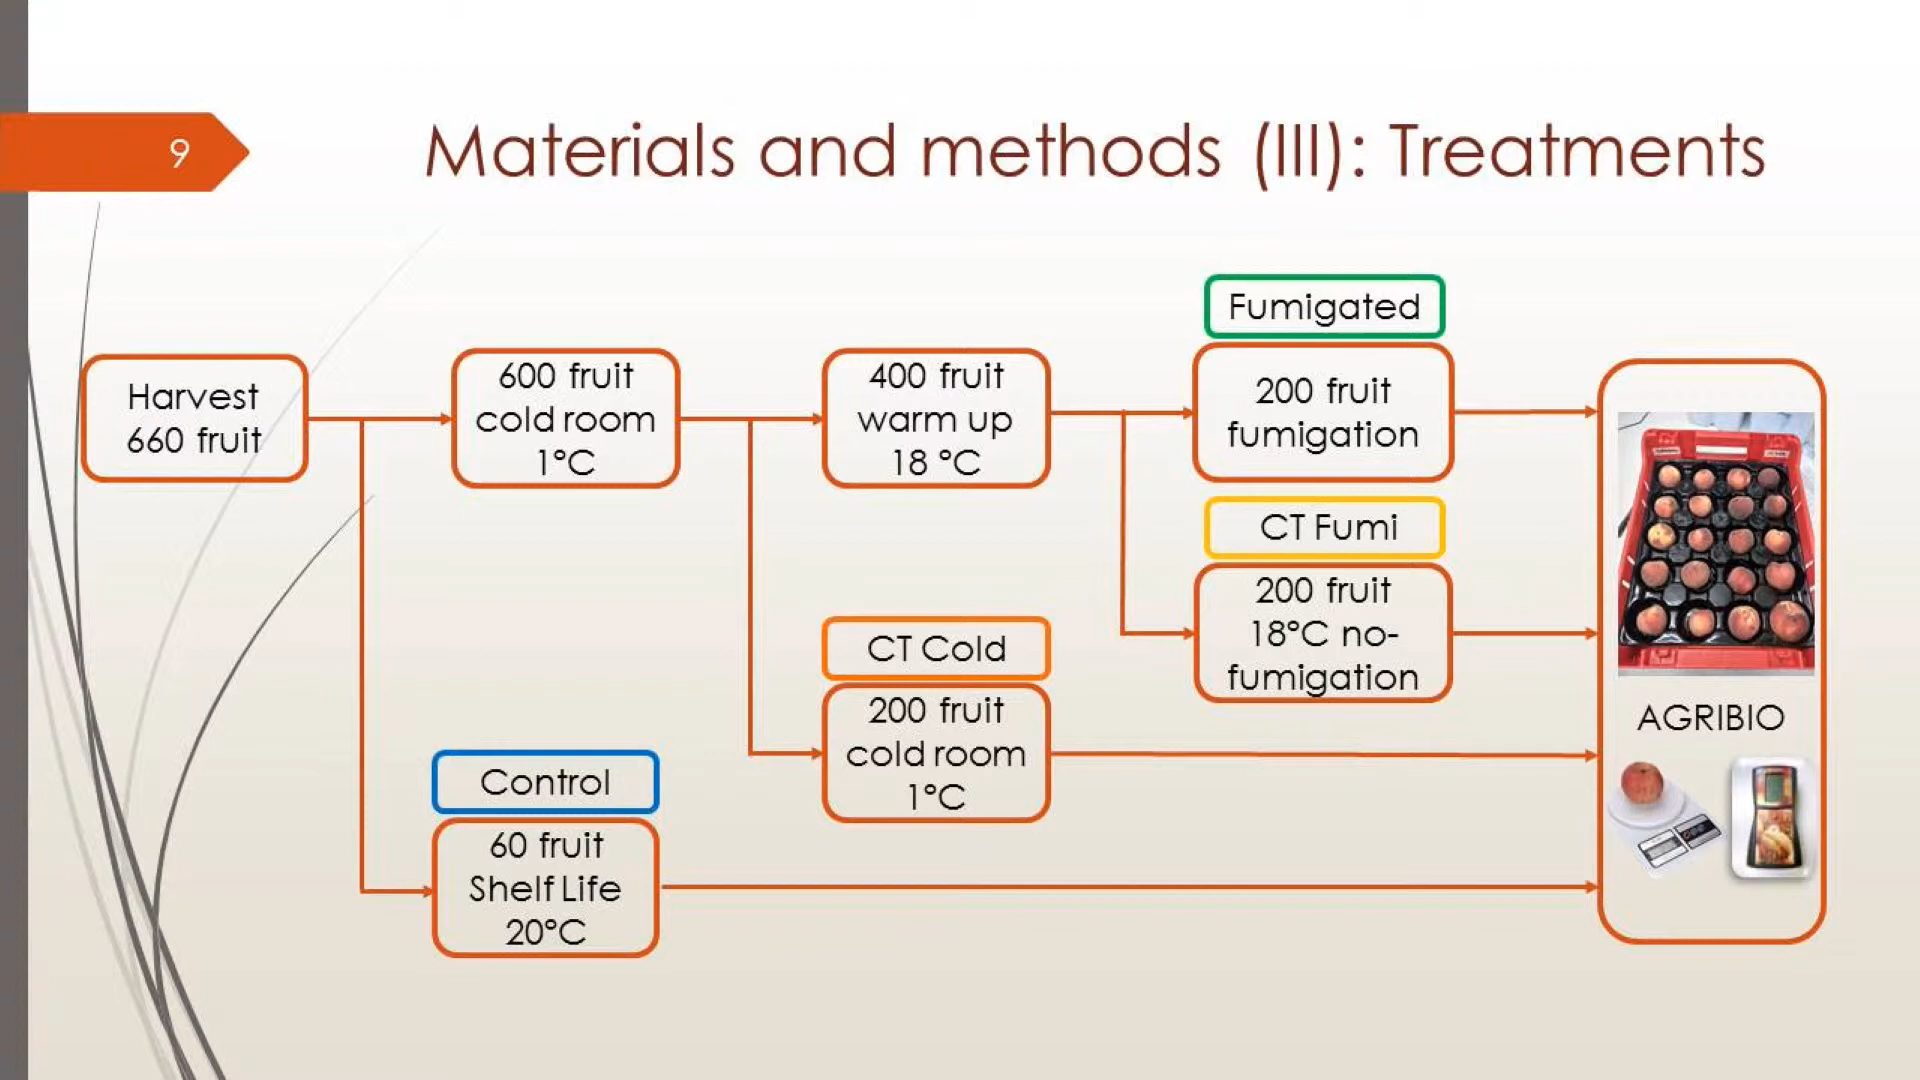 9
Materials and methods (III): Treatments
Harvest
660 fruit
600 fruit
cold room
1°C
400 fruit
warm up
18 °C
Fumigated
200 fruit
fumigation
CT Fumi
200 fruit
18°C no-
fumigation
CT Cold
200 fruit
cold room
1°C
Control
60 fruit
Shelf Life
20°C
AGRIBIO